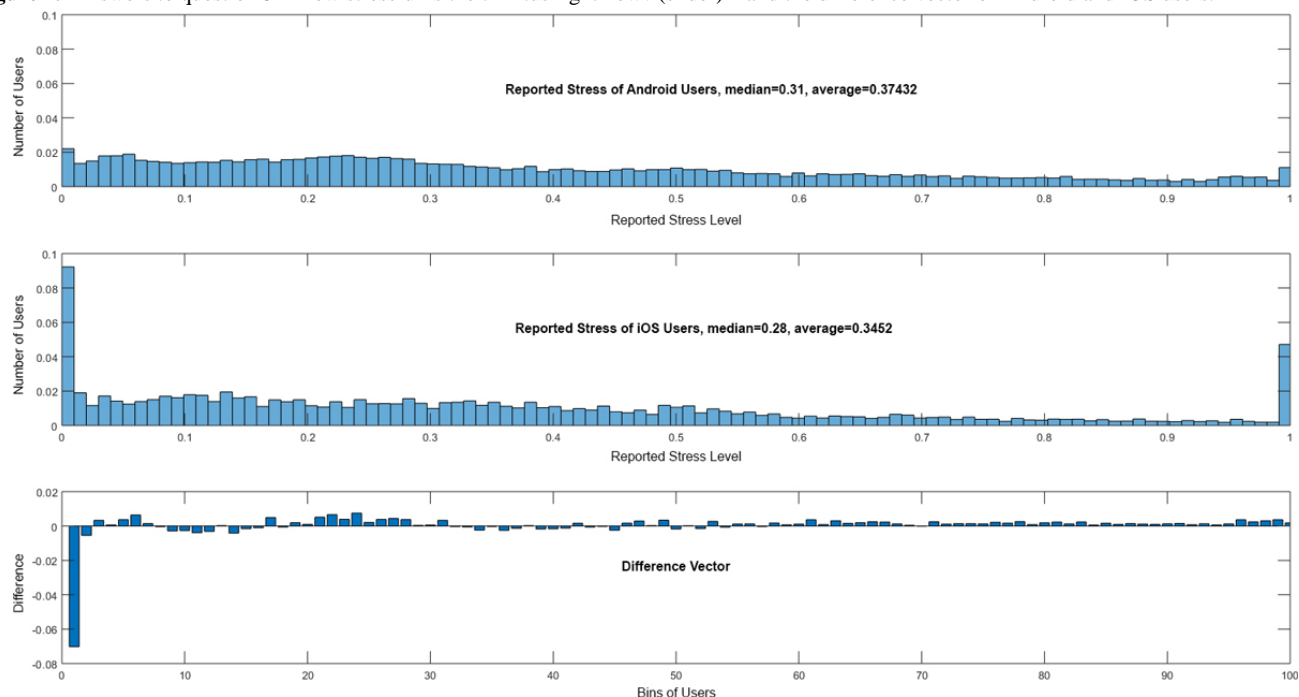 0.1
0.08
0.06
0.04
0.02
0
Number of Users
Reported Stress of Android Users, median=0.31, average=0.37432
0 0.1 0.2 0.3 0.4 0.5 0.6 0.7 0.8 0.9 1
Reported Stress Level
0.1
0.08
0.06
0.04
0.02
0
Number of Users
Reported Stress of iOS Users, median=0.28, average=0.3452
0 0.1 0.2 0.3 0.4 0.5 0.6 0.7 0.8 0.9 1
Reported Stress Level
0.02
0
-0.02
-0.04
-0.06
-0.08
Difference
Difference Vector
0 10 20 30 40 50 60 70 80 90 100
Bins of Users